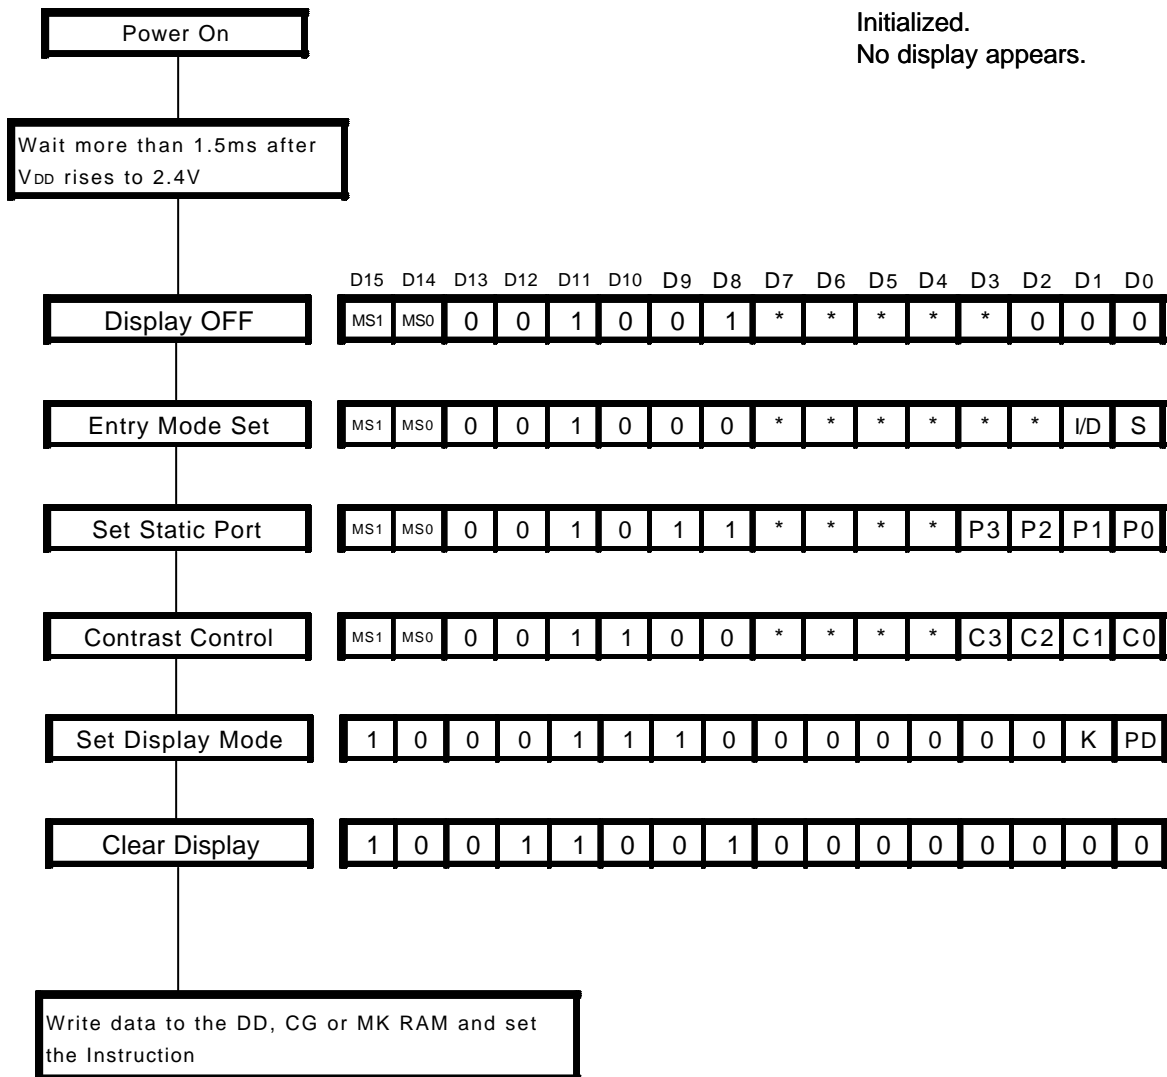 Power On
Initialized.
No display appears.
Wait more than 1.5ms after
VDD rises to 2.4V
D15 D14 D13 D12 D11 D10 D9 D8 D7 D6 D5 D4 D3 D2 D1 D0
Display OFF MS1 MS0 0 0 1 0 0 1 * * * * * 0 0 0
Entry Mode Set MS1 MS0 0 0 1 0 0 0 * * * * * * I/D S
Set Static Port MS1 MS0 0 0 1 0 1 1 * * * * P3 P2 P1 P0
Contrast Control MS1 MS0 0 0 1 1 0 0 * * * * C3 C2 C1 C0
Set Display Mode 1 0 0 0 1 1 1 0 0 0 0 0 0 0 K PD
Clear Display 1 0 0 1 1 0 0 1 0 0 0 0 0 0 0 0
Write data to the DD, CG or MK RAM and set
the Instruction